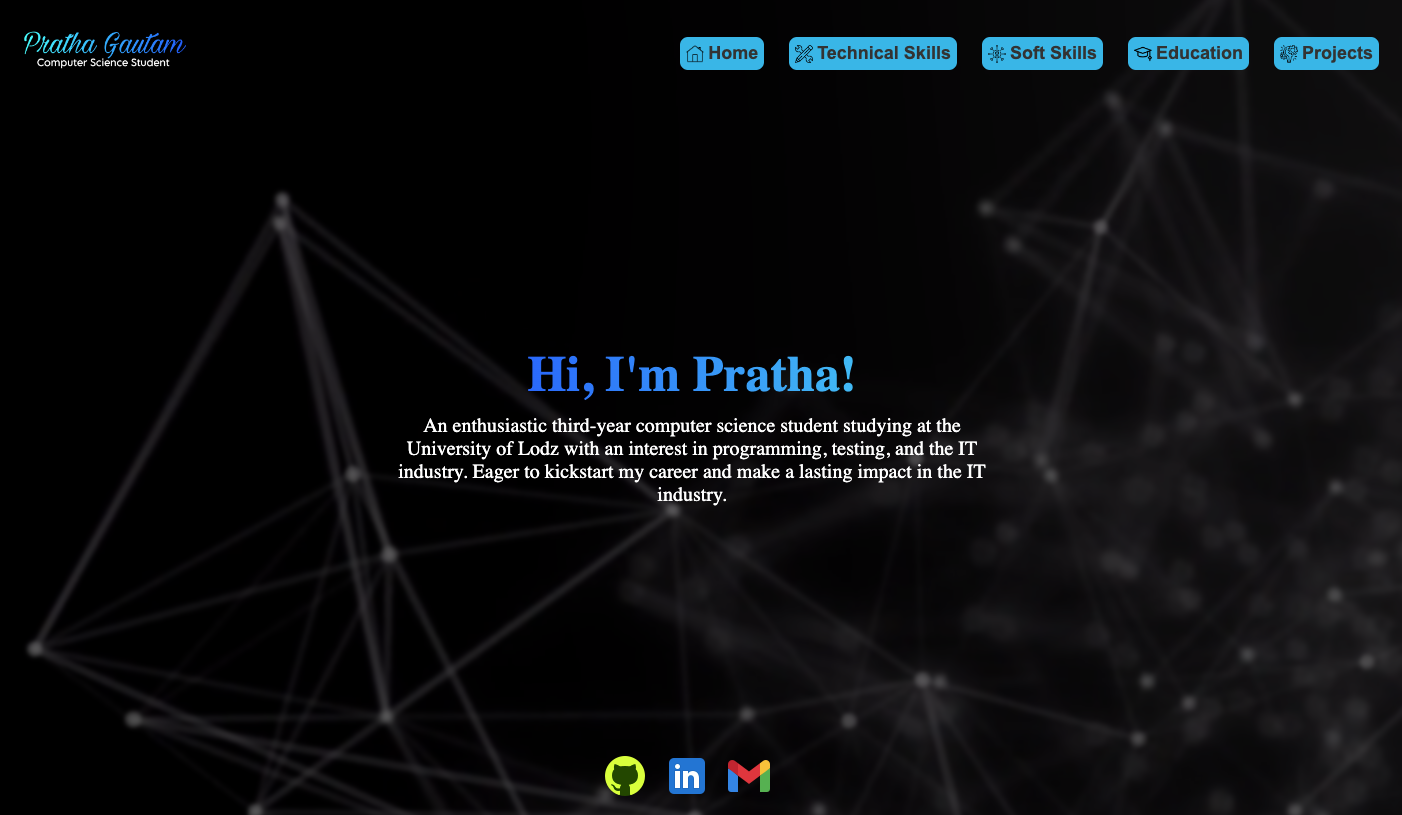 Pratha Gautam
Computer Science Student
Home
Technical Skills
Soft Skills
Education
Projects
Hi, I'm Pratha!
An enthusiastic third-year computer science student studying at the
University of Lodz with an interest in programming, testing, and the IT
industry. Eager to kickstart my career and make a lasting impact in the IT
industry.
in